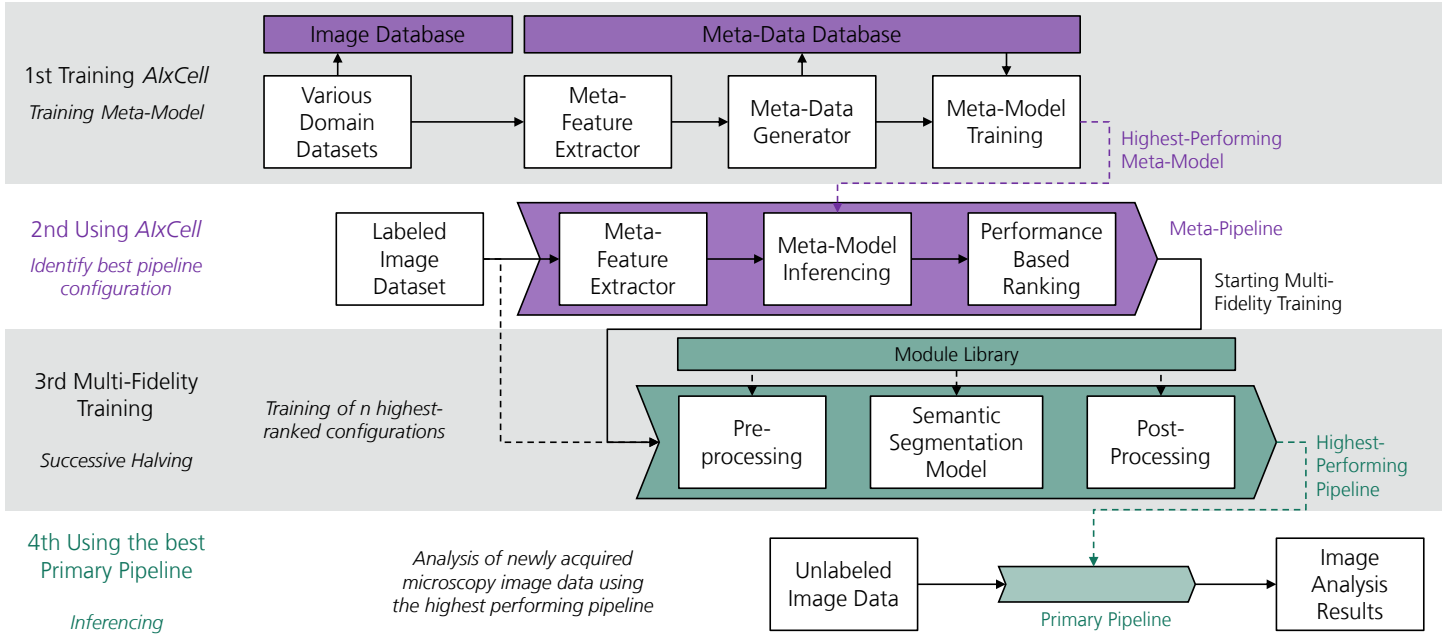 Image Database
Meta-Data Database
1st Training AIxCell
Training Meta-Model
Various
Domain
Datasets
Meta-
Feature
Extractor
Meta-Data
Generator
Meta-Model
Training
Highest-Performing
Meta-Model
2nd Using AIxCell
Identify best pipeline
configuration
Labeled
Image
Dataset
Meta-
Feature
Extractor
Meta-Model
Inferencing
Performance
Based
Ranking
Meta-Pipeline
Starting Multi-
Fidelity Training
3rd Multi-Fidelity
Training
Successive Halving
Training of n highest-
ranked configurations
Module Library
Pre-
processing
Semantic
Segmentation
Model
Post-
Processing
Highest-
Performing
Pipeline
4th Using the best
Primary Pipeline
Inferencing
Analysis of newly acquired
microscopy image data using
the highest performing pipeline
Unlabeled
Image Data
Primary Pipeline
Image
Analysis
Results